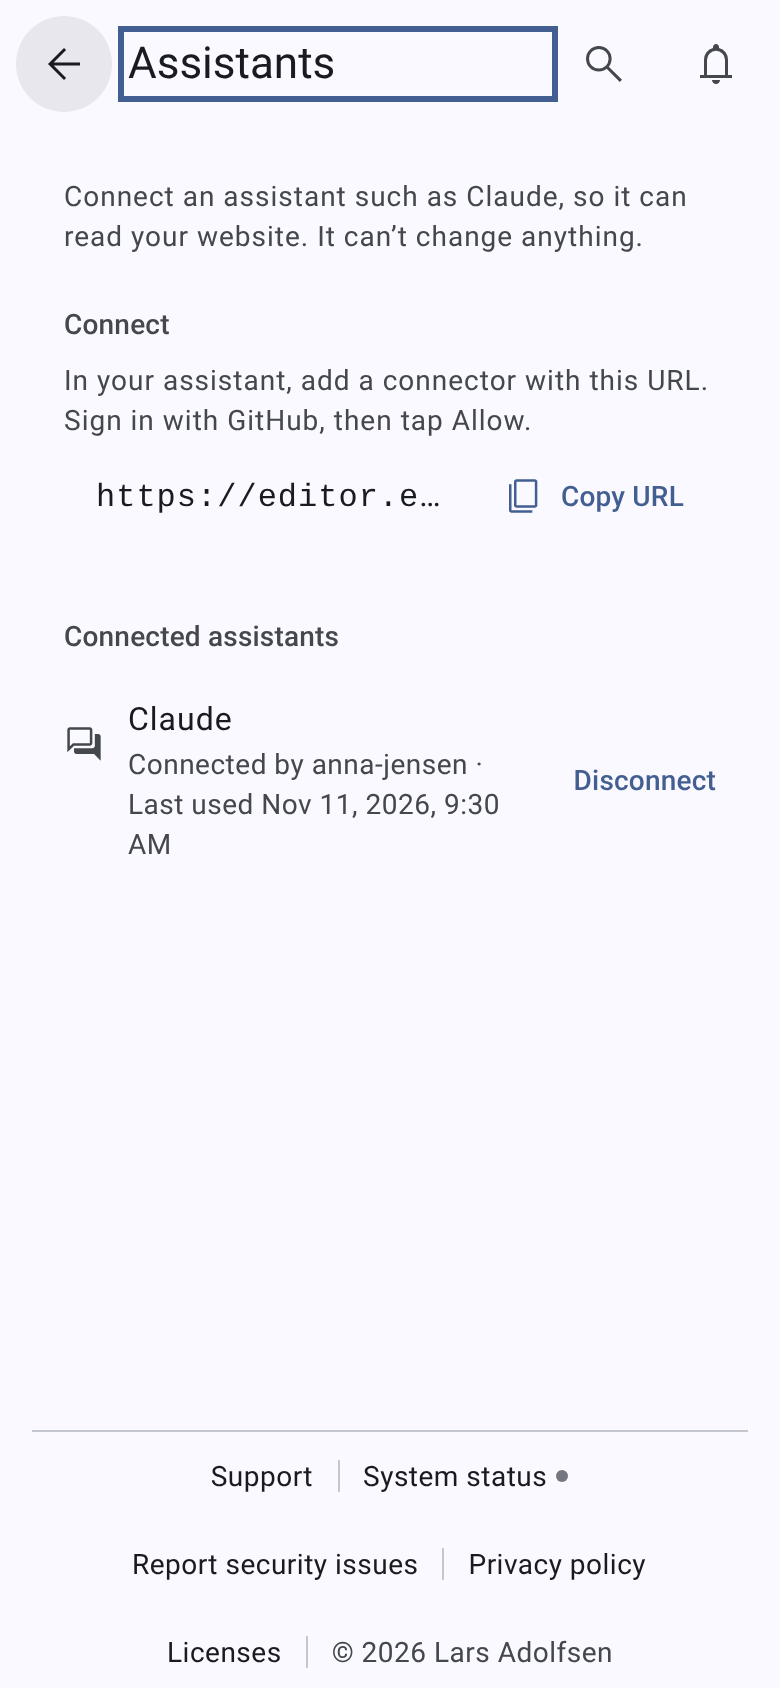 Assistants
Connect an assistant such as Claude, so it can
read your website. It can’t change anything.
Connect
In your assistant, add a connector with this URL.
Sign in with GitHub, then tap Allow.
https://editor.e…
Copy URL
Connected assistants
Claude
Connected by anna-jensen ·
Last used Nov 11, 2026, 9:30
AM
Disconnect
Support
System status
Report security issues
Privacy policy
Licenses
© 2026 Lars Adolfsen